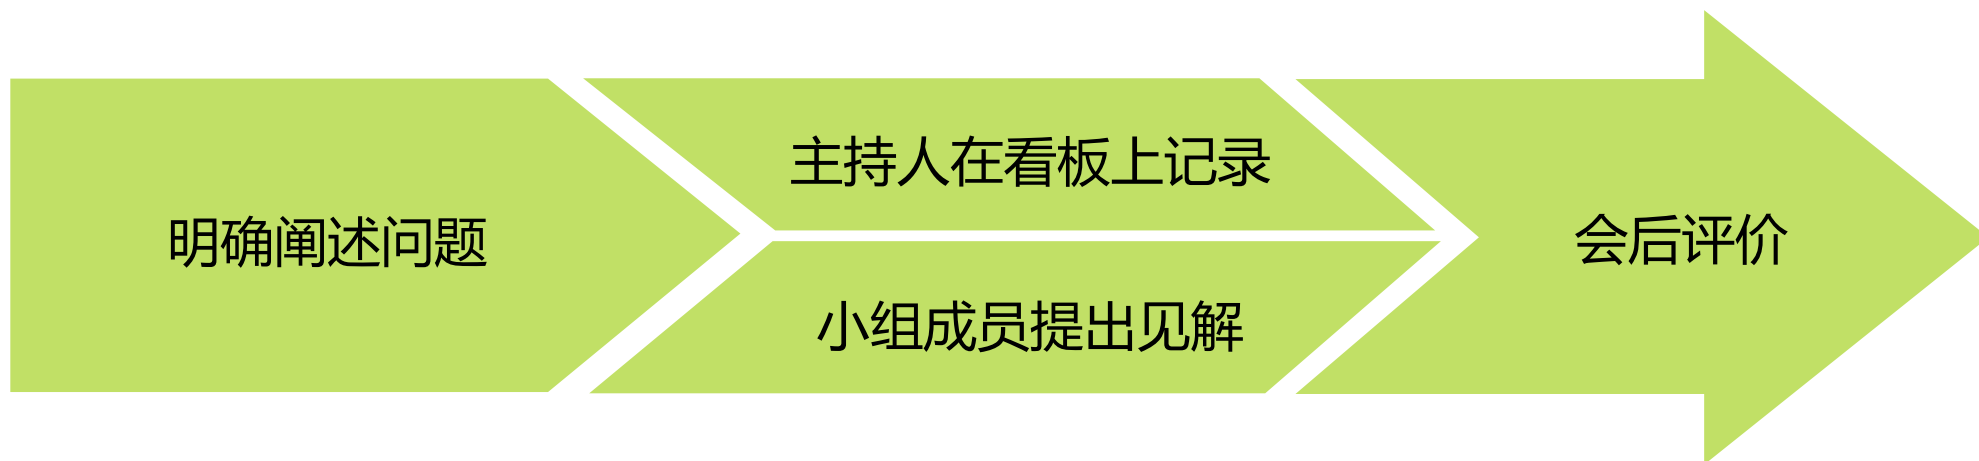 明确阐述问题
主持人在看板上记录
小组成员提出见解
会后评价